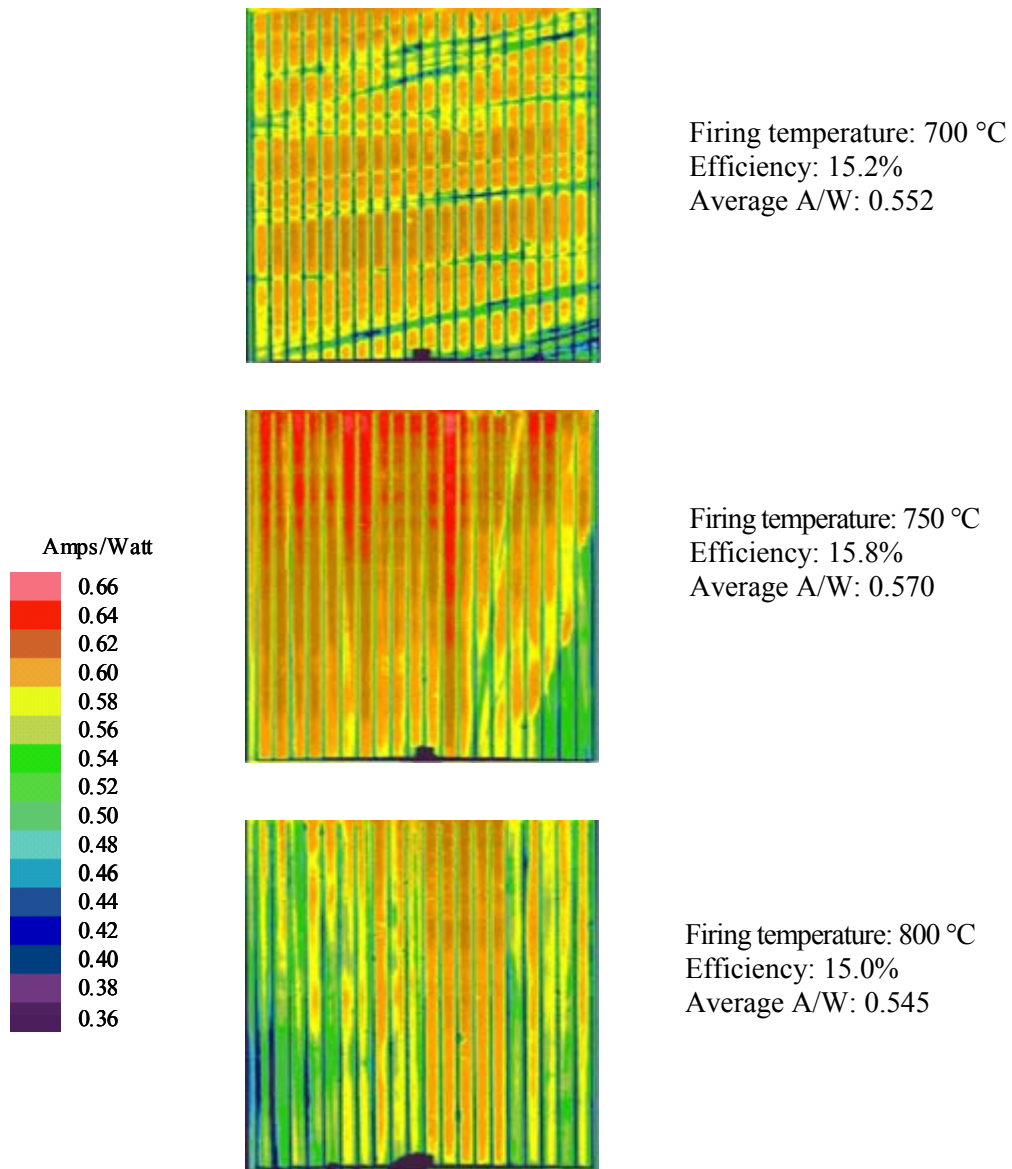 Firing temperature: 700 °C
Efficiency: 15.2%
Average A/W: 0.552
Firing temperature: 750 °C
Efficiency: 15.8%
Average A/W: 0.570
Amps/Watt
0.66
0.64
0.62
0.60
0.58
0.56
0.54
0.52
0.50
0.48
0.46
0.44
0.42
0.40
0.38
0.36
Firing temperature: 800 °C
Efficiency: 15.0%
Average A/W: 0.545